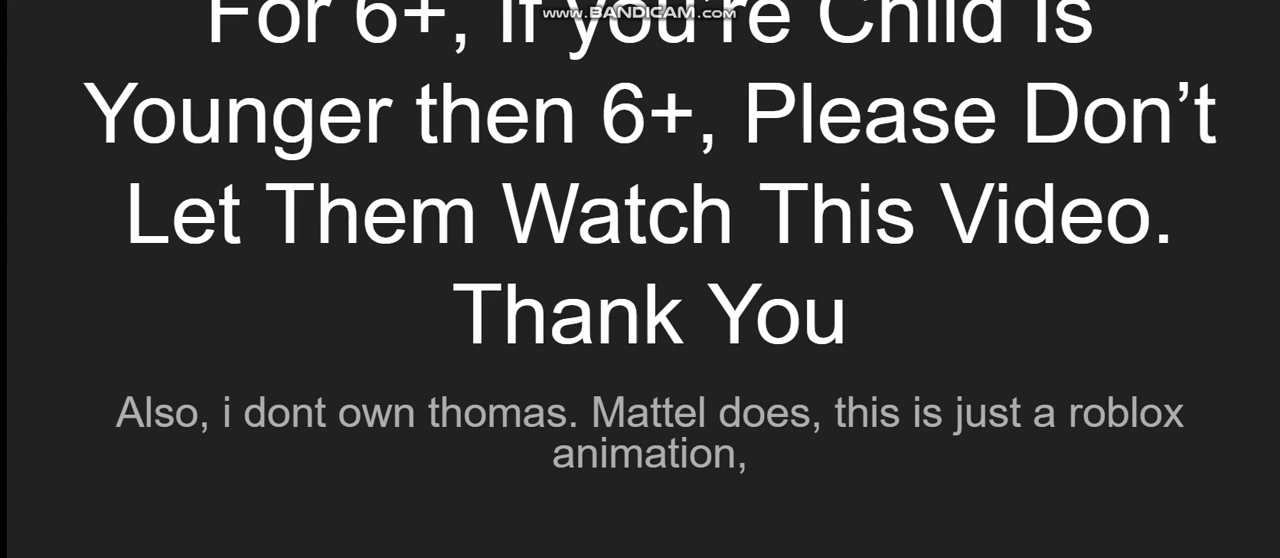 www.BANDICAM.com
For 6+, If you're Child Is
Younger then 6+, Please Don’t
Let Them Watch This Video.
Thank You
Also, i dont own thomas. Mattel does, this is just a roblox
animation,